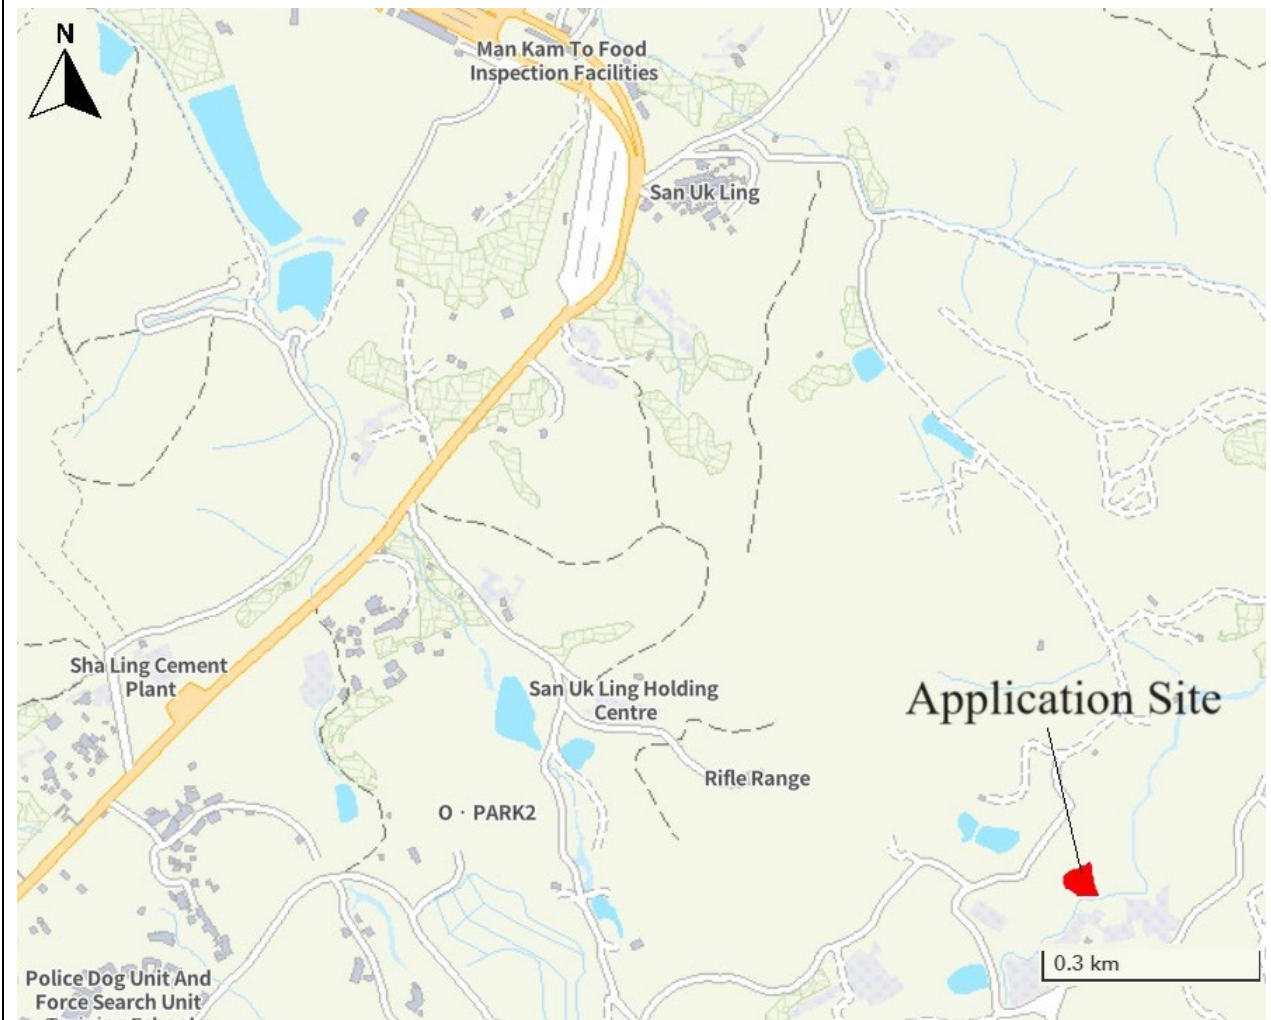 N
Man Kam To Food
Inspection Facilities
San Uk Ling
Sha Ling Cement
Plant
San Uk Ling Holding
Centre
Application Site
Rifle Range
O · PARK2
0.3 km
Police Dog Unit And
Force Search Unit